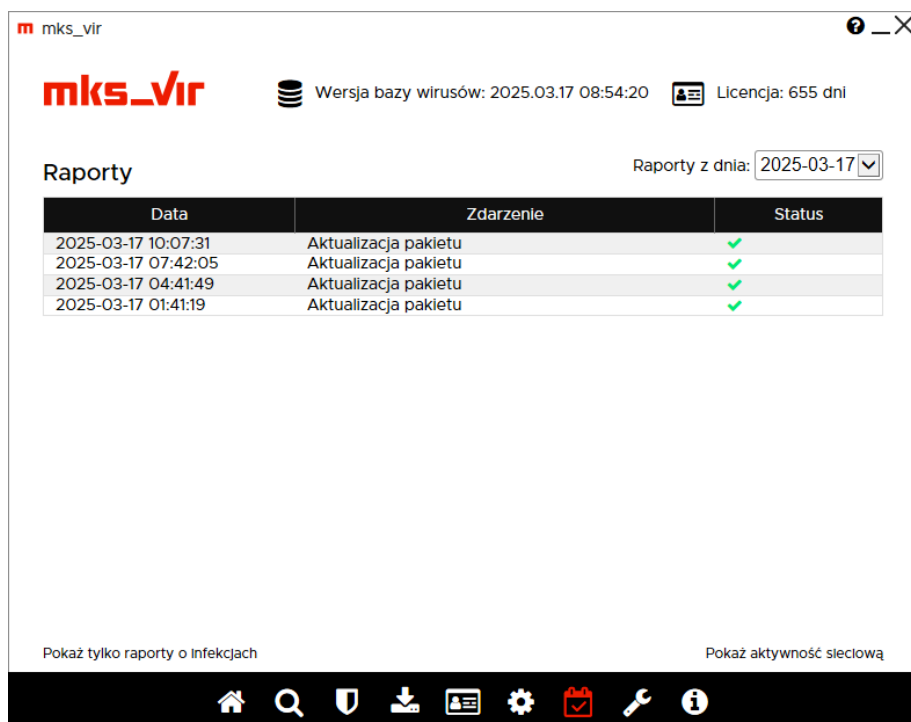 mks_vir
mks_vir
Wersja bazy wirusów: 2025.03.17 08:54:20
Licencja: 655 dni
Raporty
Raporty z dnia: 2025-03-17
Data Zdarzenie Status
2025-03-17 10:07:31 Aktualizacja pakietu
2025-03-17 07:42:05 Aktualizacja pakietu
2025-03-17 04:41:49 Aktualizacja pakietu
2025-03-17 01:41:19 Aktualizacja pakietu
Pokaż tylko raporty o infekcjach
Pokaż aktywność sieciową